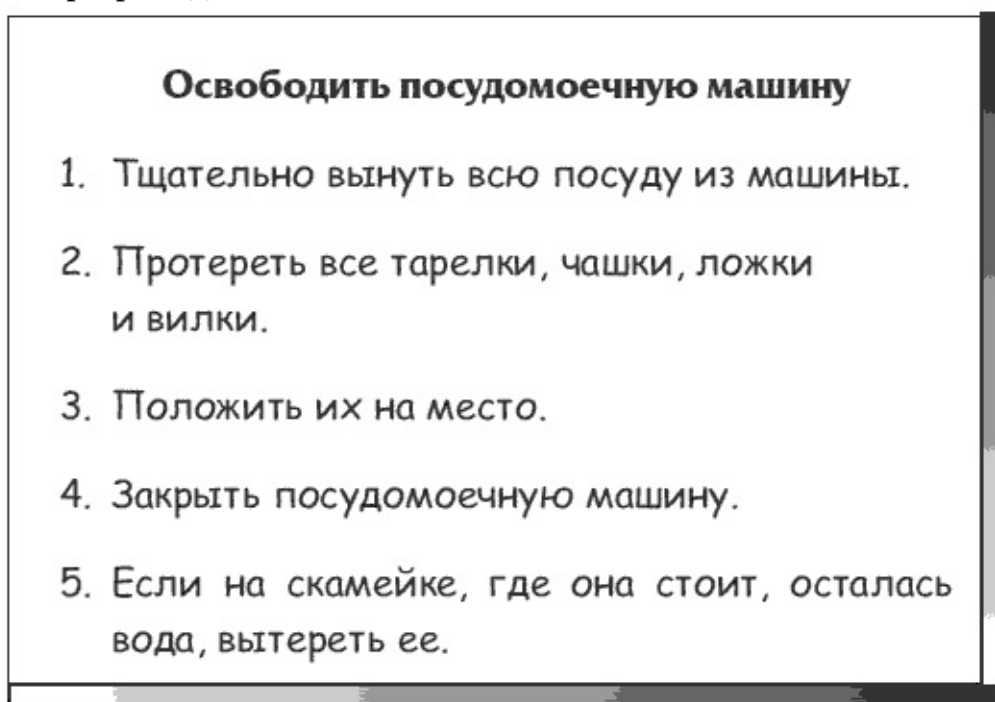 Освободить посудомоечную машину
1. Тщательно вынуть всю посуду из машины.
2. Протереть все тарелки, чашки, ложки
и вилки.
3. Положить их на место.
4. Закрыть посудомоечную машину.
5. Если на скамейке, где она стоит, осталась
вода, вытереть ее.